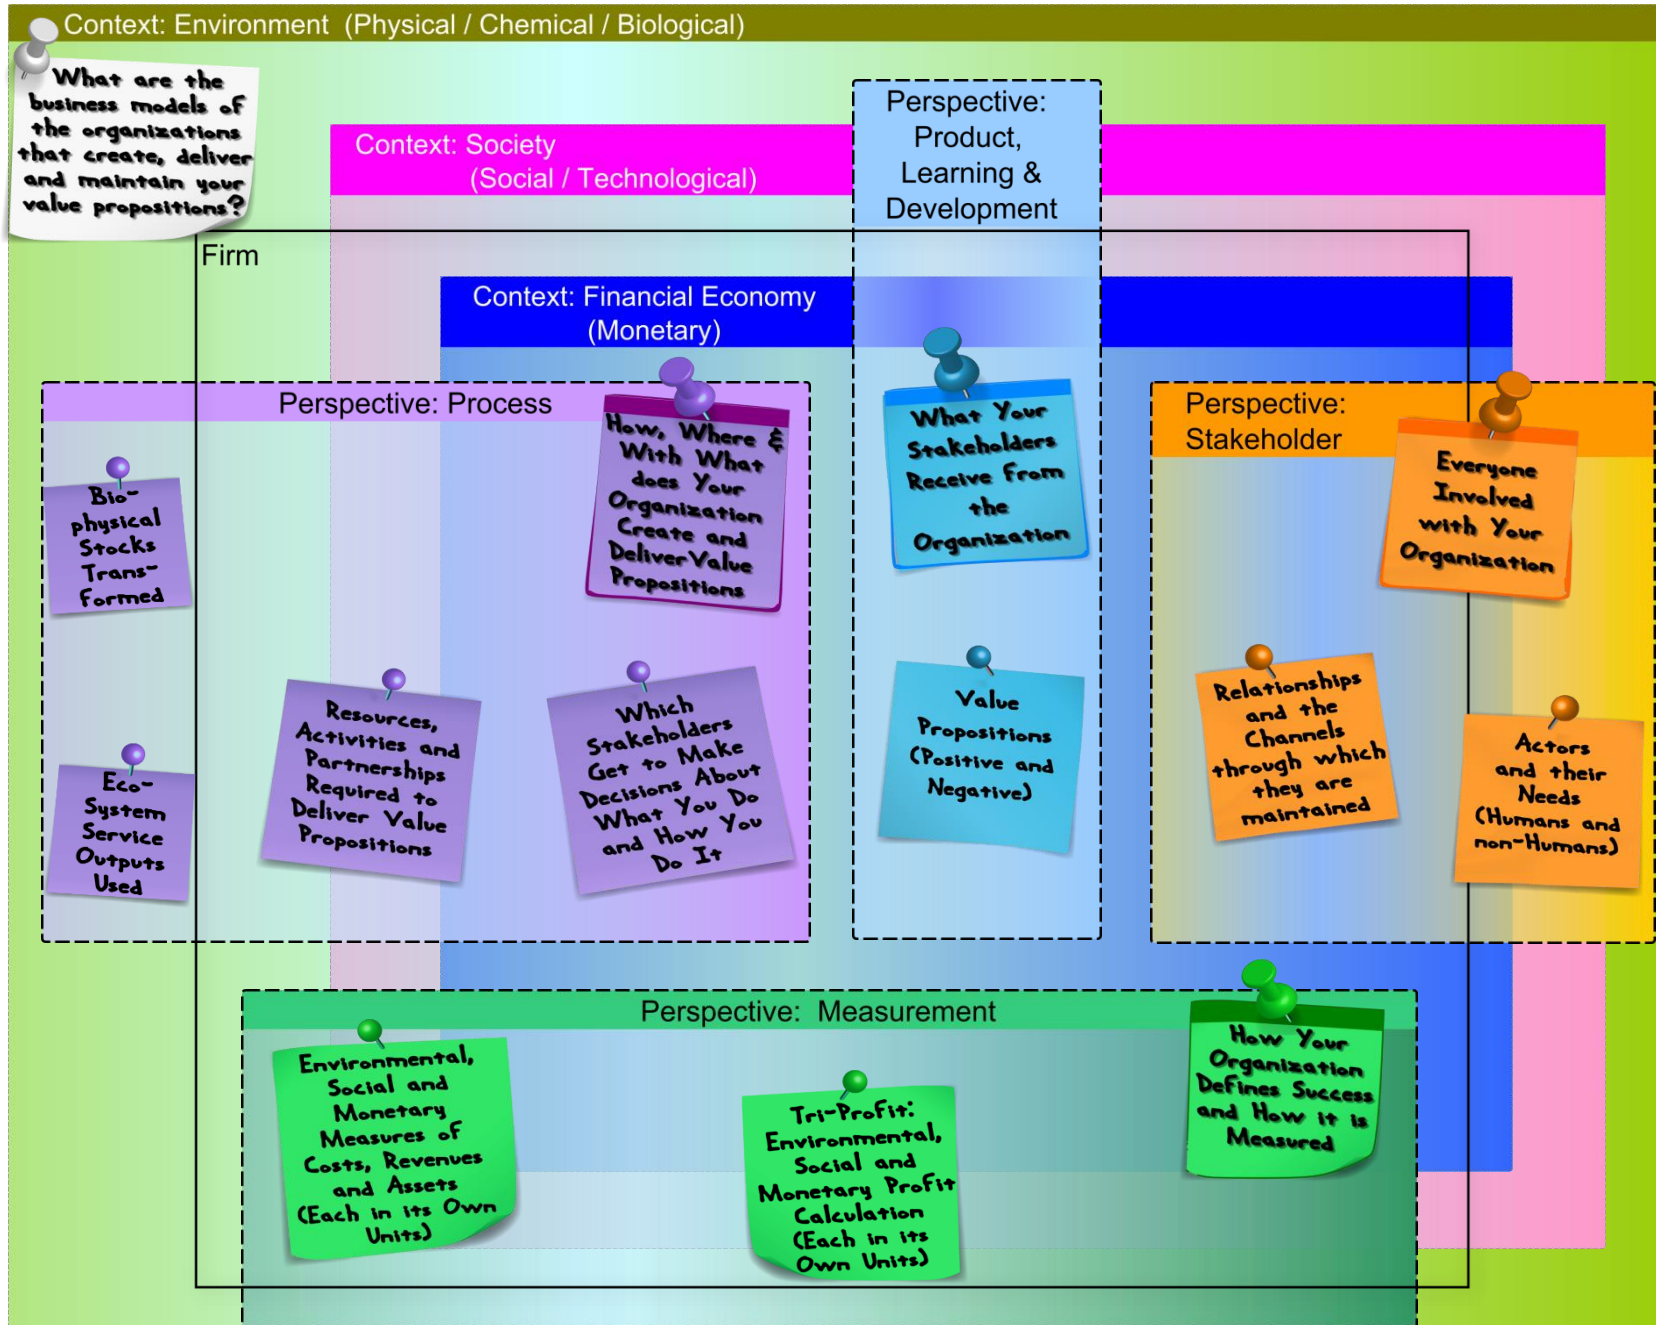 Context: Environment (Physical / Chemical / Biological)
What are the
business models of
the organizations
that create, deliver
and maintain your
value propositions?
Context: Society
(Social / Technological)
Perspective:
Product,
Learning &
Development
Firm
Context: Financial Economy
(Monetary)
Perspective: Process
How, Where &
With What
does Your
Organization
Create and
Deliver Value
Propositions
Bio-
physical
Stocks
Trans-
formed
Eco-
System
Service
Outputs
Used
Resources,
Activities and
Partnerships
Required to
Deliver Value
Propositions
Which
Stakeholders
Get to Make
Decisions About
What You Do
and How You
Do It
What Your
Stakeholders
Receive From
the
Organization
Value
Propositions
(Positive and
Negative)
Perspective:
Stakeholder
Everyone
Involved
with Your
Organization
Relationships
and the
Channels
through which
they are
maintained
Actors
and their
Needs
(Humans and
non-Humans)
Perspective: Measurement
Environmental,
Social and
Monetary
Measures of
Costs, Revenues
and Assets
(Each in its Own
Units)
Tri-Profit:
Environmental,
Social and
Monetary Profit
Calculation
(Each in its
Own Units)
How Your
Organization
Defines Success
and How it is
Measured